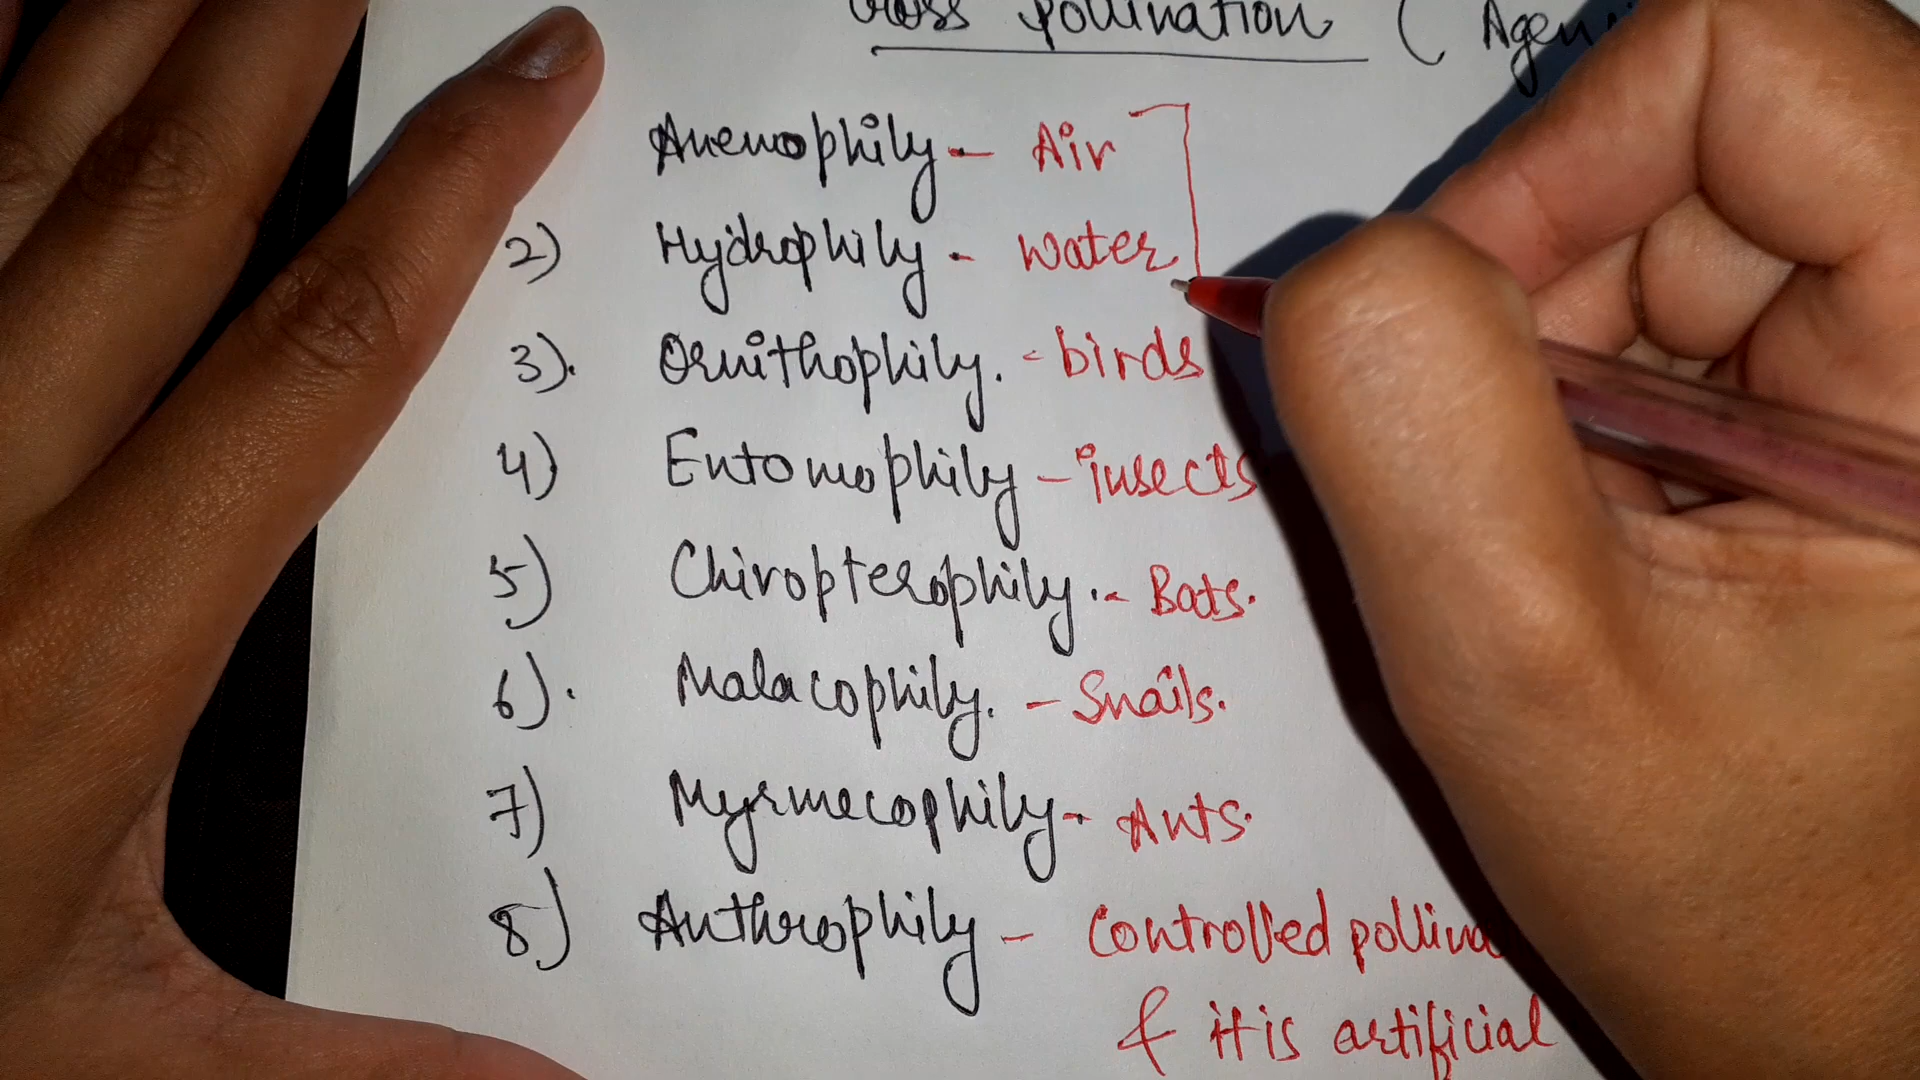 Cross Pollination ( Agen
Anemophily - Air
2) Hydrophily - Water
3). Ornithophily. - birds
4) Entomophily - insects
5) Chiropterophily. - Bats.
6). Malacophily. - Snails.
7) Myrmecophily - Ants.
8) Anthrophily - Controlled pollina
& it is artificial